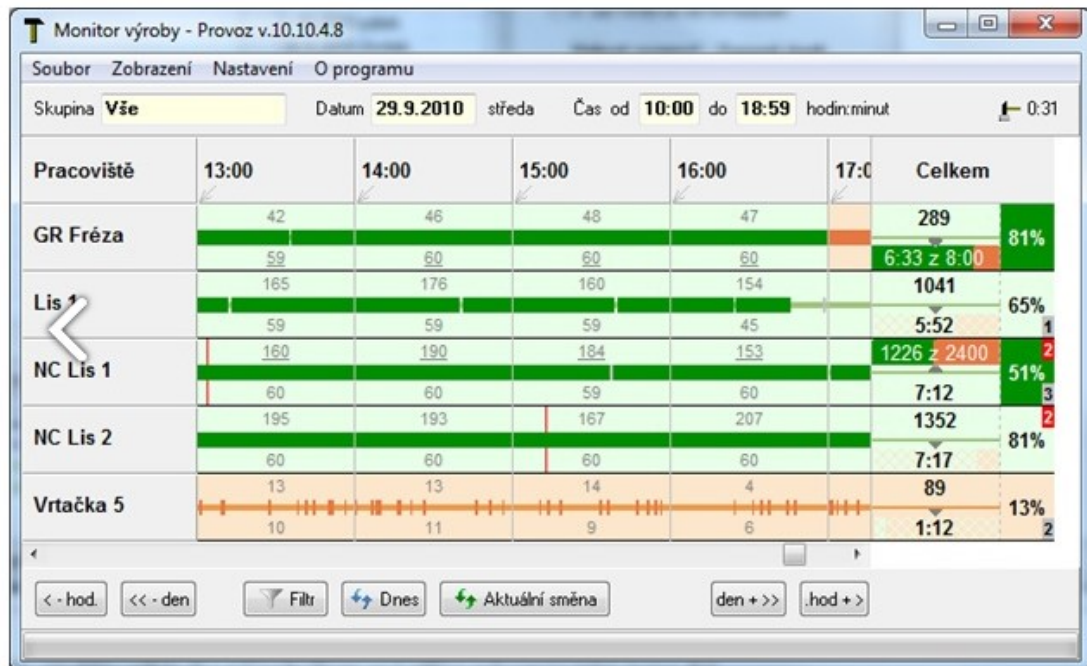 Monitor výroby - Provoz v.10.10.4.8
Soubor Zobrazení Nastavení O programu
Skupina Vše Datum 29.9.2010 středa Čas od 10:00 do 18:59 hodin:minut 0:31
Pracoviště 13:00 14:00 15:00 16:00 17:0 Celkem
42 46 48 47 289
GR Fréza 81%
59 60 60 60 6:33 z 8:00
165 176 160 154 1041
Lis 1 65%
59 59 59 45 5:52 1
160 190 184 153 1226 z 2400 2
NC Lis 1 51%
60 60 59 60 7:12 3
195 193 167 207 1352 2
NC Lis 2 81%
60 60 60 60 7:17
13 13 14 4 89
Vrtačka 5 13%
10 11 9 6 1:12 2
< - hod. << - den Filtr Dnes Aktuální směna den + >> .hod + >